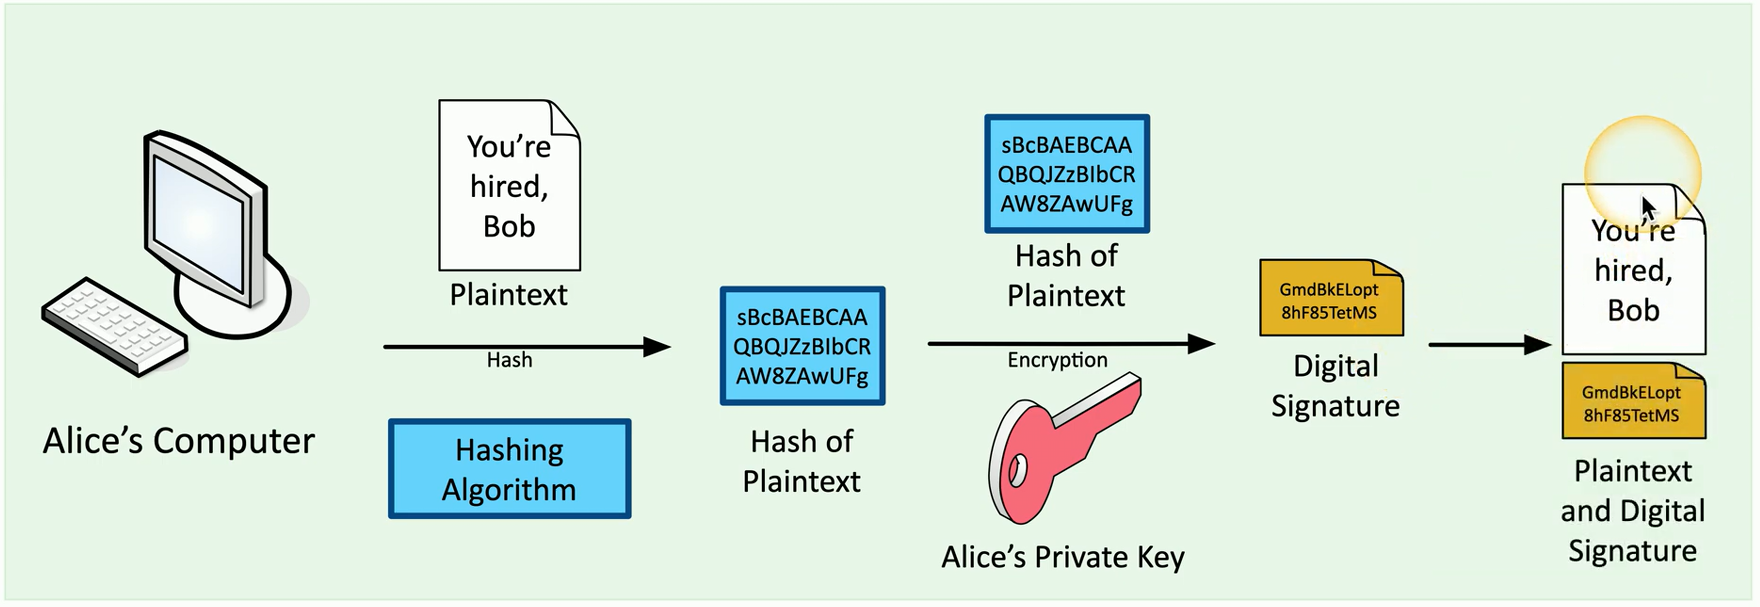 You're
hired,
Bob
Plaintext
Hash
Hashing
Algorithm
Alice's Computer
sBcBAEBCAA
QBQJZzBIbCR
AW8ZAwUFg
Hash of
Plaintext
sBcBAEBCAA
QBQJZzBIbCR
AW8ZAwUFg
Hash of
Plaintext
Encryption
Alice's Private Key
GmdBkELopt
8hF85TetMS
Digital
Signature
You're
hired,
Bob
GmdBkELopt
8hF85TetMS
Plaintext
and Digital
Signature